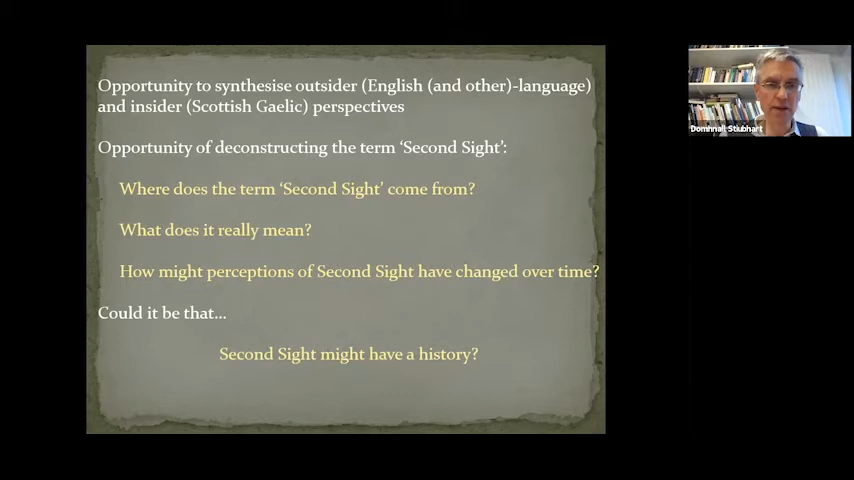 Opportunity to synthesise outsider (English (and other)-language)
and insider (Scottish Gaelic) perspectives
Opportunity of deconstructing the term ‘Second Sight’:
Where does the term ‘Second Sight’ come from?
What does it really mean?
How might perceptions of Second Sight have changed over time?
Could it be that...
Second Sight might have a history?
Domhnall Stiubhart